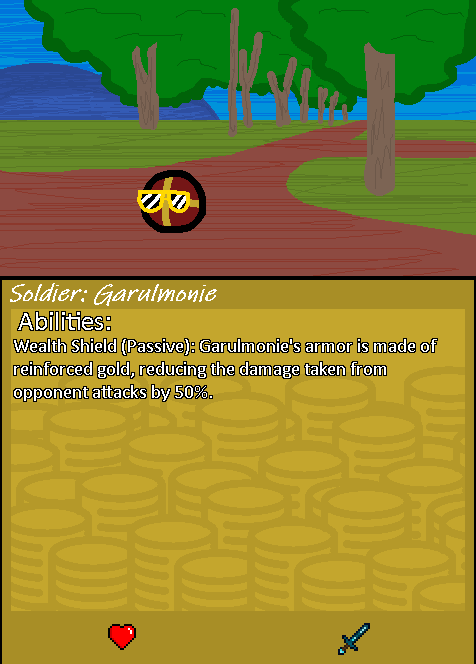 Soldier: Garulmonie
Abilities:
Wealth Shield (Passive): Garulmonie's armor is made of
reinforced gold, reducing the damage taken from
opponent attacks by 50%.